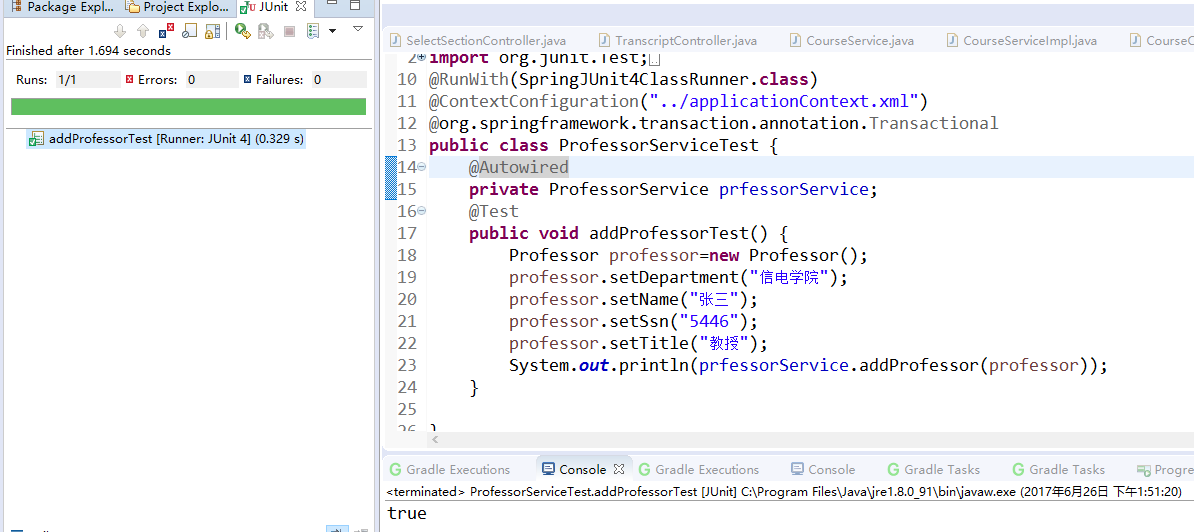 Package Expl...
Project Explo...
JUnit
Finished after 1.694 seconds
Runs: 1/1
Errors: 0
Failures: 0
addProfessorTest [Runner: JUnit 4] (0.329 s)
SelectSectionController.java
TranscriptController.java
CourseService.java
CourseServiceImpl.java
2 import org.junit.Test;
10 @RunWith(SpringJUnit4ClassRunner.class)
11 @ContextConfiguration("../applicationContext.xml")
12 @org.springframework.transaction.annotation.Transactional
13 public class ProfessorServiceTest {
14 @Autowired
15 private ProfessorService prfessorService;
16 @Test
17 public void addProfessorTest() {
18 Professor professor=new Professor();
19 professor.setDepartment("信电学院");
20 professor.setName("张三");
21 professor.setSsn("5446");
22 professor.setTitle("教授");
23 System.out.println(prfessorService.addProfessor(professor));
24 }
25
26 }
Gradle Executions
Console
Gradle Executions
Console
Gradle Tasks
Gradle Tasks
<terminated> ProfessorServiceTest.addProfessorTest [JUnit] C:\Program Files\Java\jre1.8.0_91\bin\javaw.exe (2017年6月26日 下午1:51:20)
true